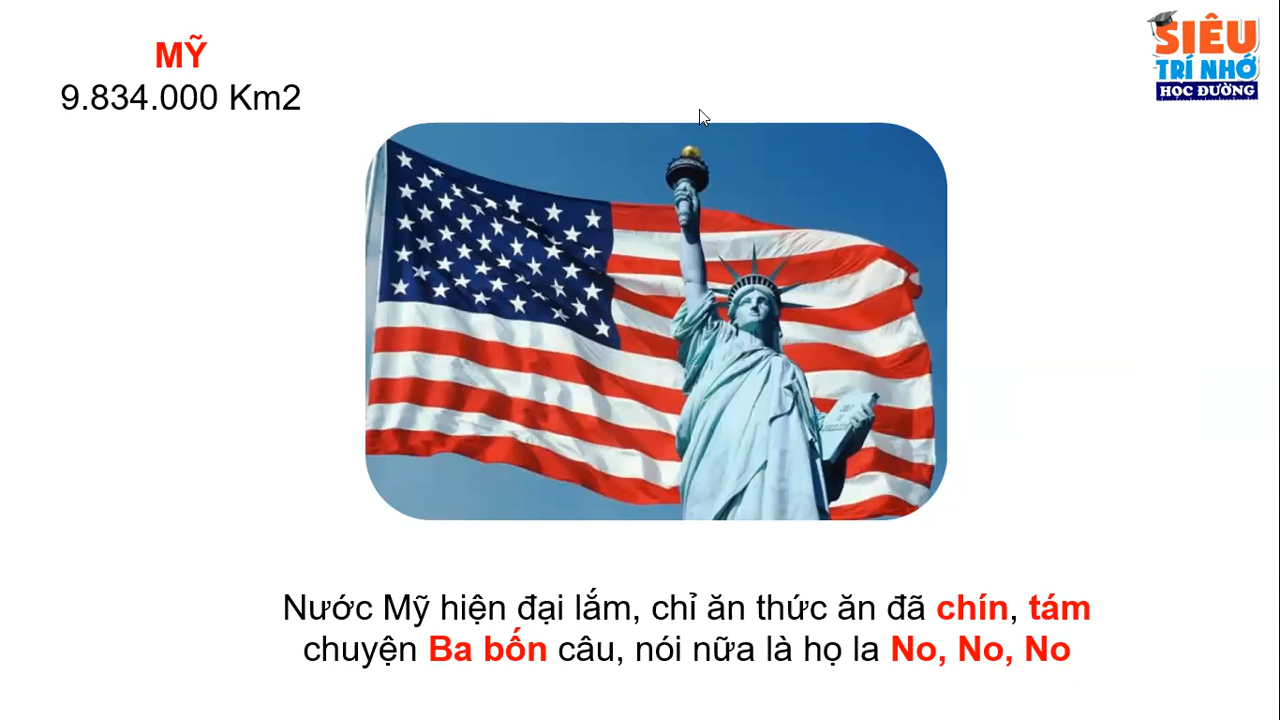 MỸ
9.834.000 Km2
SIÊU
TRÍ NHỚ
HỌC ĐƯỜNG
Nước Mỹ hiện đại lắm, chỉ ăn thức ăn đã chín, tám
chuyện Ba bốn câu, nói nữa là họ la No, No, No